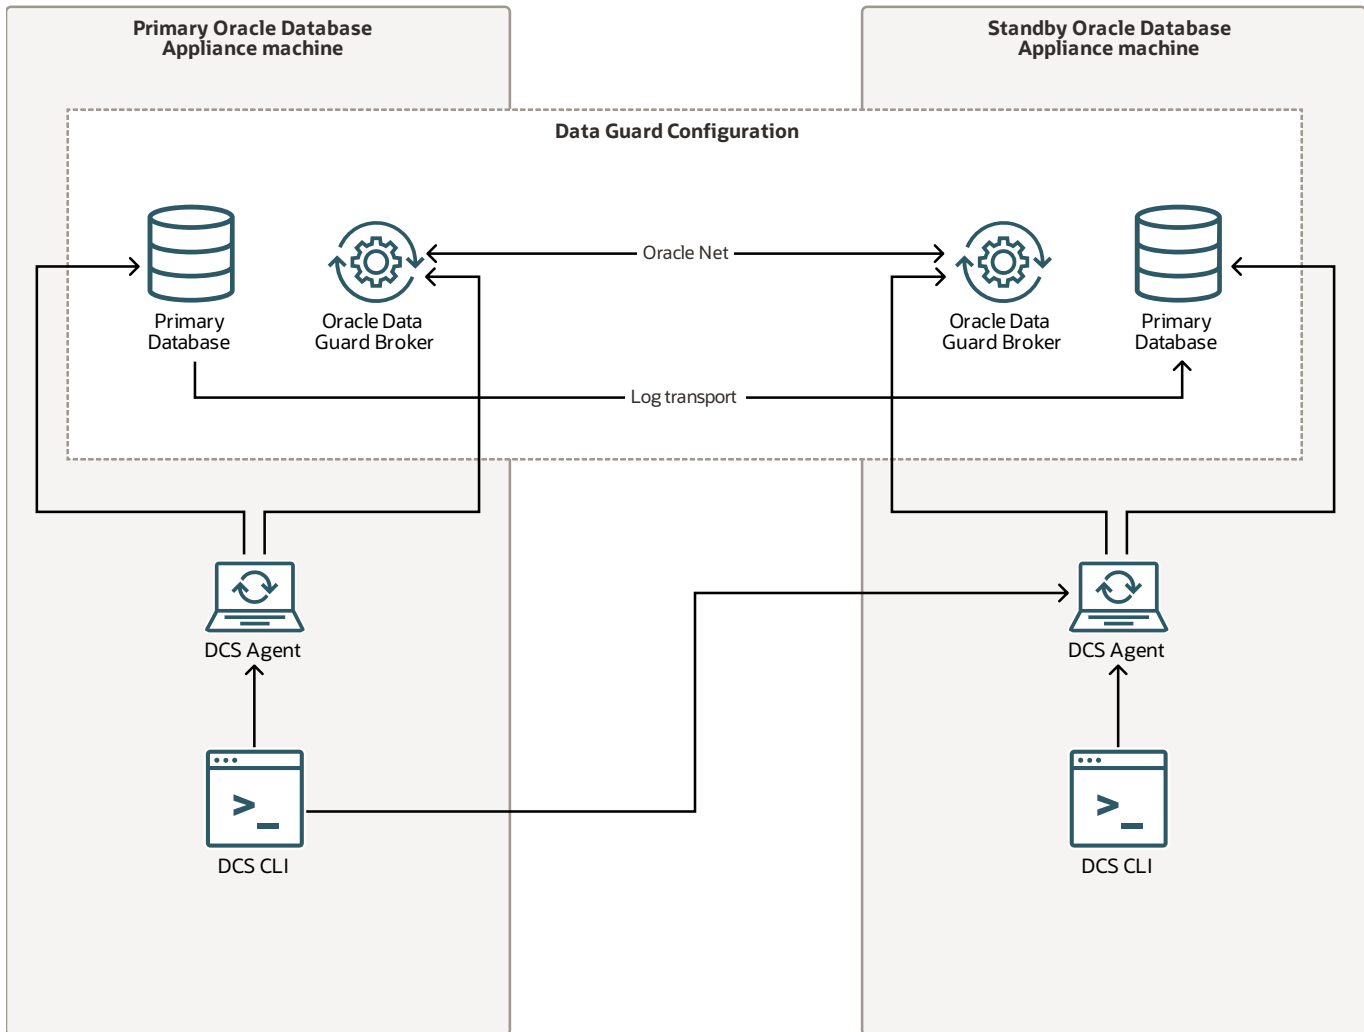 Primary Oracle Database
Appliance machine
Standby Oracle Database
Appliance machine
Data Guard Configuration
Oracle Net
Primary
Database
Oracle Data
Guard Broker
Oracle Data
Guard Broker
Primary
Database
Log transport
DCS Agent
DCS Agent
>_
>_
DCS CLI
DCS CLI